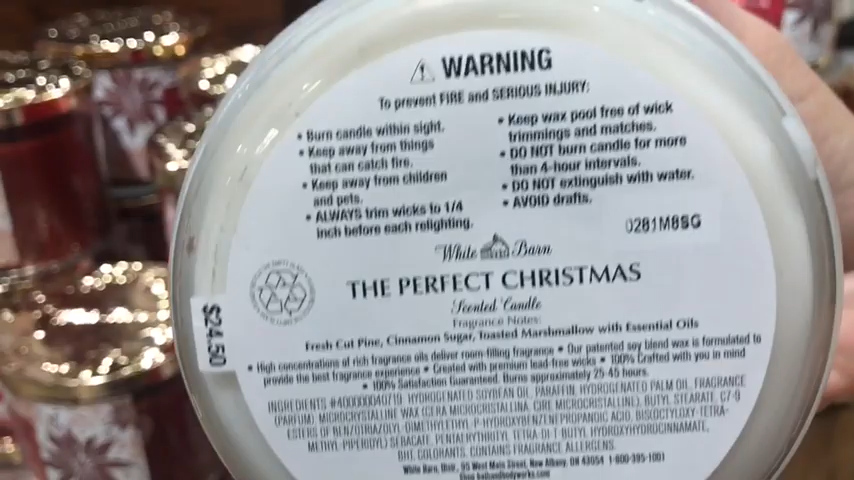 WARNING
To prevent FIRE and SERIOUS INJURY:
• Burn candle within sight.
• Keep away from things
that can catch fire.
• Keep away from children
and pets.
• ALWAYS trim wicks to 1/4
inch before each relighting.
• Keep wax pool free of wick
trimmings and matches.
• DO NOT burn candle for more
than 4-hour intervals.
• DO NOT extinguish with water.
• AVOID drafts.
0281M8SG
White Barn
THE PERFECT CHRISTMAS
Scented Candle
Fragrance Notes:
Fresh Cut Pine, Cinnamon Sugar, Toasted Marshmallow with Essential Oils
$24.50
• High concentrations of rich fragrance oils deliver room-filling fragrance • Our patented soy blend wax is formulated to
provide the best fragrance experience • Created with premium lead-free wicks • 100% Crafted with you in mind
• 100% Satisfaction Guaranteed. Burns approximately 25-45 hours.
INGREDIENTS #40000040719 HYDROGENATED SOYBEAN OIL, PARAFFIN, HYDROGENATED PALM OIL, FRAGRANCE
(PARFUM) MICROCRYSTALLINE WAX (CERA MICROCRISTALLINA, CIRE MICROCRISTALLINE), BUTYL STEARATE, C7-9
ESTERS OF BENZOTRIAZOLYL-DIMETHYLETHYL-P-HYDROXYBENZENEPROPANOIC ACID, BISOCTYLOXY-TETRA-
METHYL-PIPERIDYL) SEBACATE, PENTAERYTHRITYL TETRA-DI-T-BUTYL HYDROXYHYDROCINNAMATE,
BHT, COLORANTS. CONTAINS FRAGRANCE ALLERGENS.
White Barn, Distr., 95 West Main Street, New Albany, OH 43054 1-800-395-1001
Shop bathandbodyworks.com